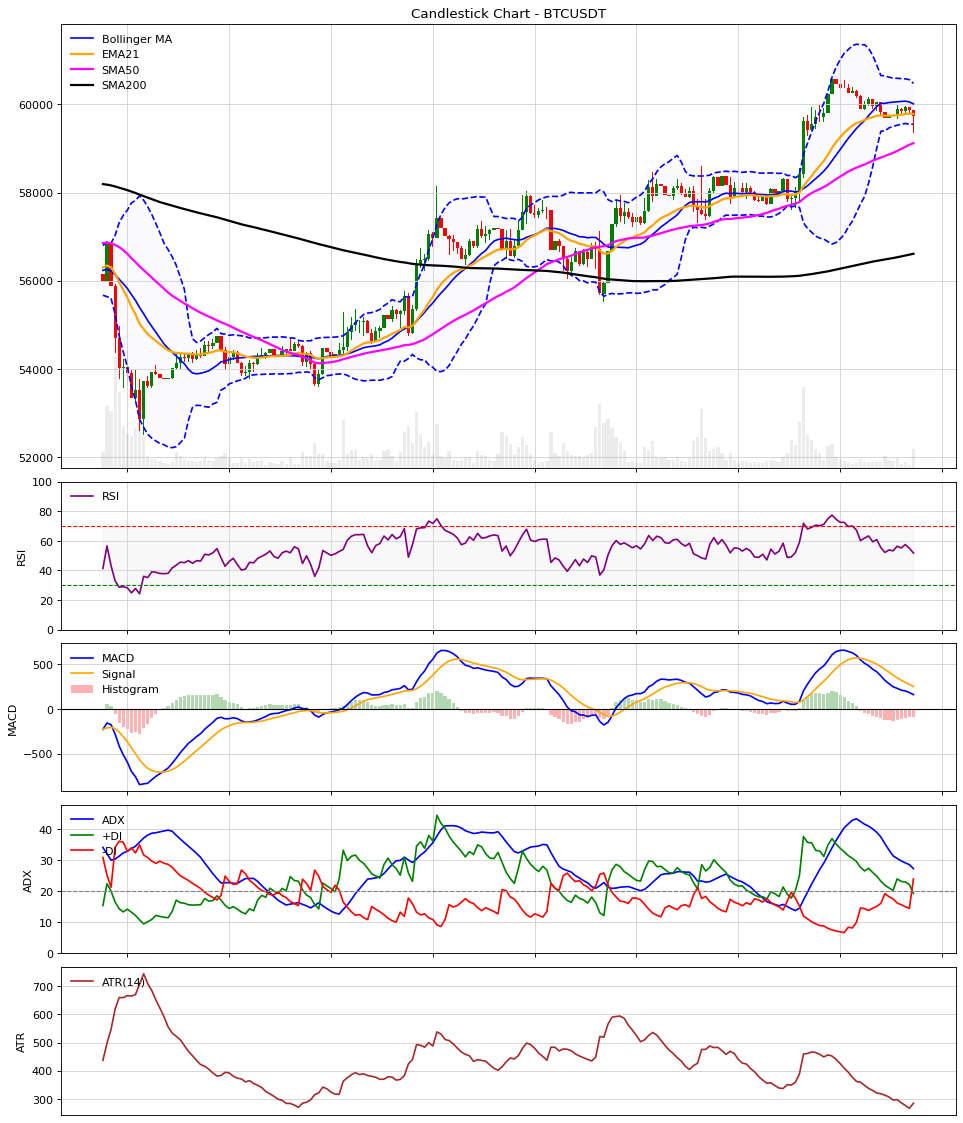 Candlestick Chart - BTCUSDT
Bollinger MA
EMA21
SMA50
SMA200
60000
58000
56000
54000
52000
RSI
100
80
60
40
20
0
RSI
MACD
Signal
Histogram
500
0
−500
MACD
ADX
+DI
-DI
40
30
20
10
0
ADX
ATR(14)
700
600
500
400
300
ATR